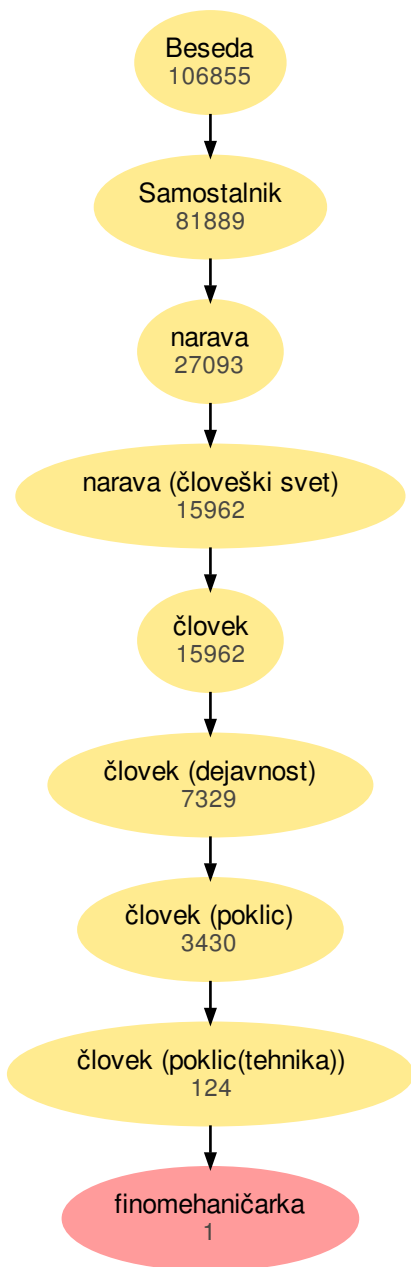 Beseda
106855
Samostalnik
81889
narava
27093
narava (človeški svet)
15962
človek
15962
človek (dejavnost)
7329
človek (poklic)
3430
človek (poklic(tehnika))
124
finomehaničarka
1